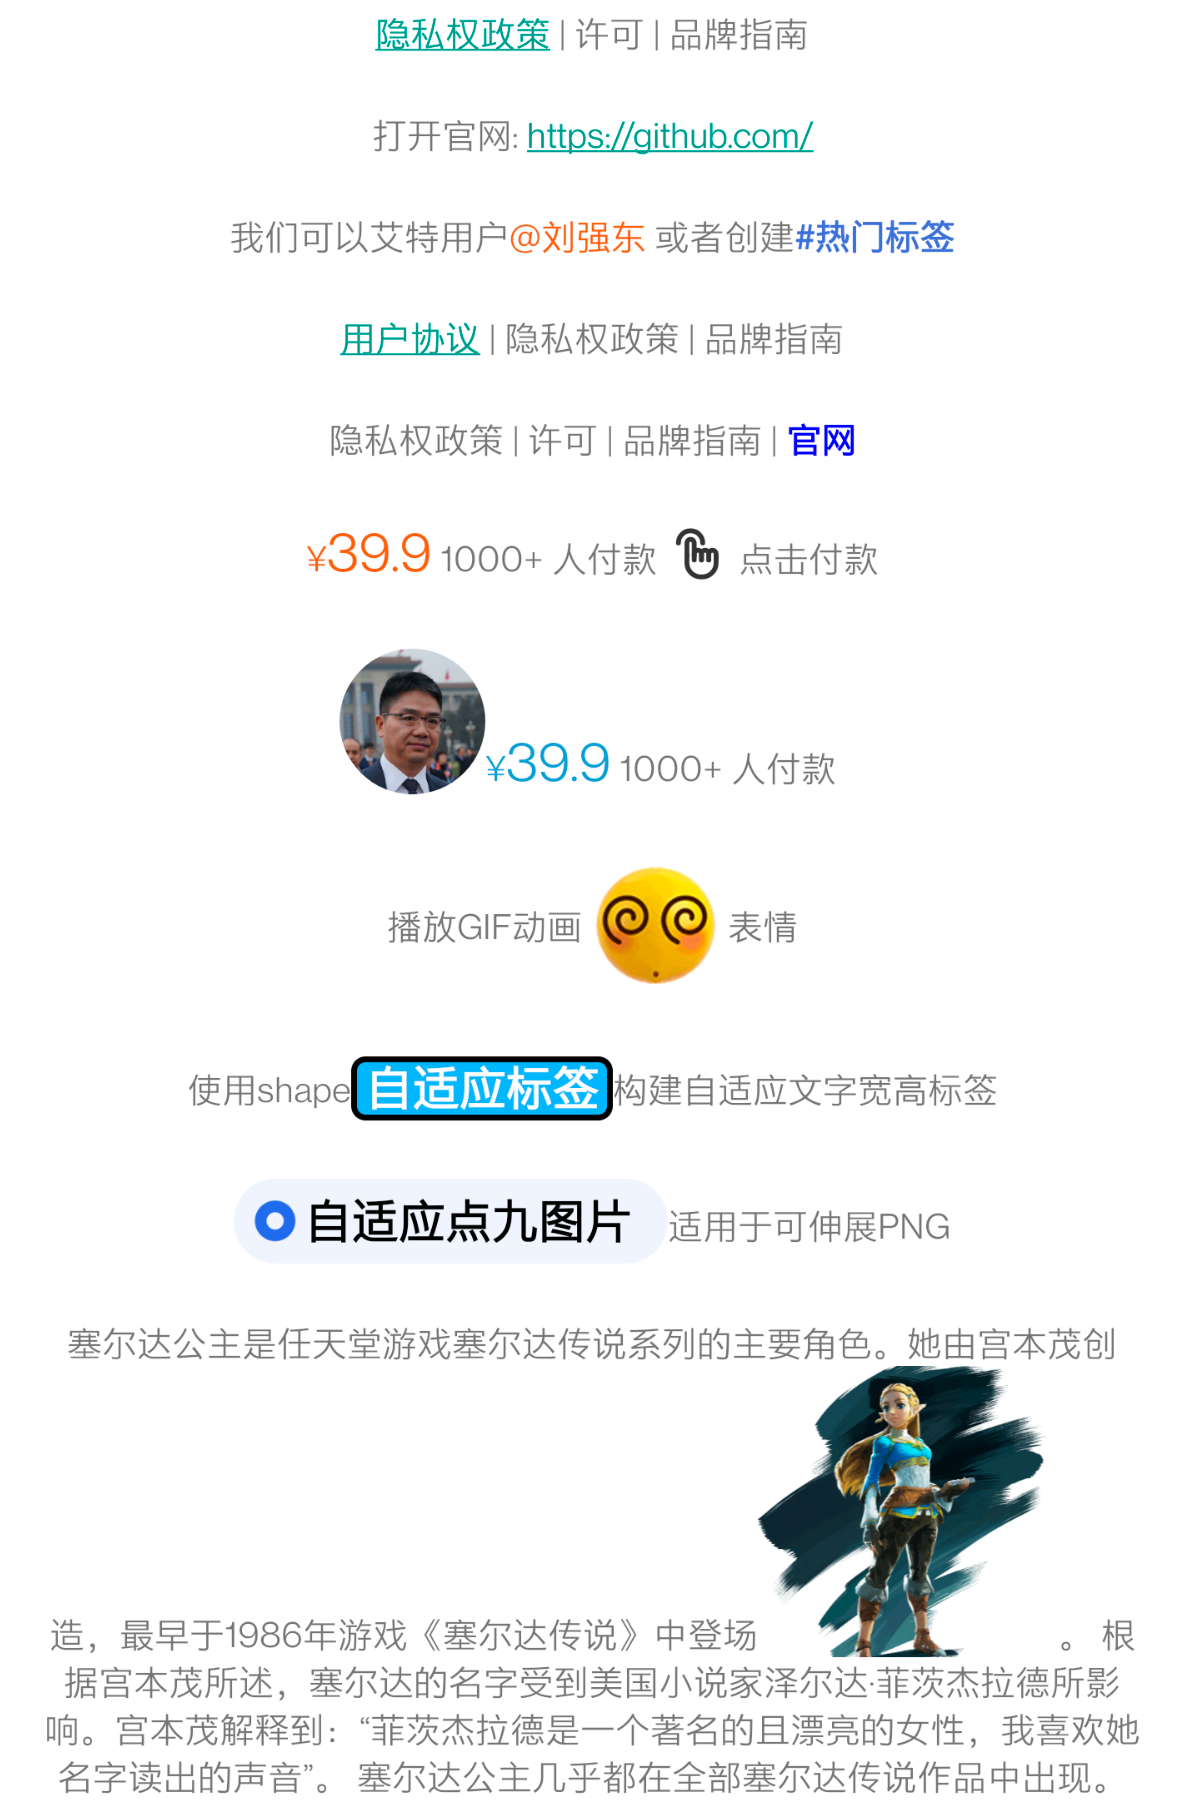 隐私权政策 | 许可 | 品牌指南
打开官网: https://github.com/
我们可以艾特用户@刘强东 或者创建#热门标签
用户协议 | 隐私权政策 | 品牌指南
隐私权政策 | 许可 | 品牌指南 | 官网
¥39.9 1000+ 人付款 点击付款
¥39.9 1000+ 人付款
播放GIF动画 表情
使用shape自适应标签构建自适应文字宽高标签
自适应点九图片适用于可伸展PNG
塞尔达公主是任天堂游戏塞尔达传说系列的主要角色。她由宫本茂创
造，最早于1986年游戏《塞尔达传说》中登场 。 根
据宫本茂所述，塞尔达的名字受到美国小说家泽尔达·菲茨杰拉德所影
响。宫本茂解释到：“菲茨杰拉德是一个著名的且漂亮的女性，我喜欢她
名字读出的声音”。 塞尔达公主几乎都在全部塞尔达传说作品中出现。